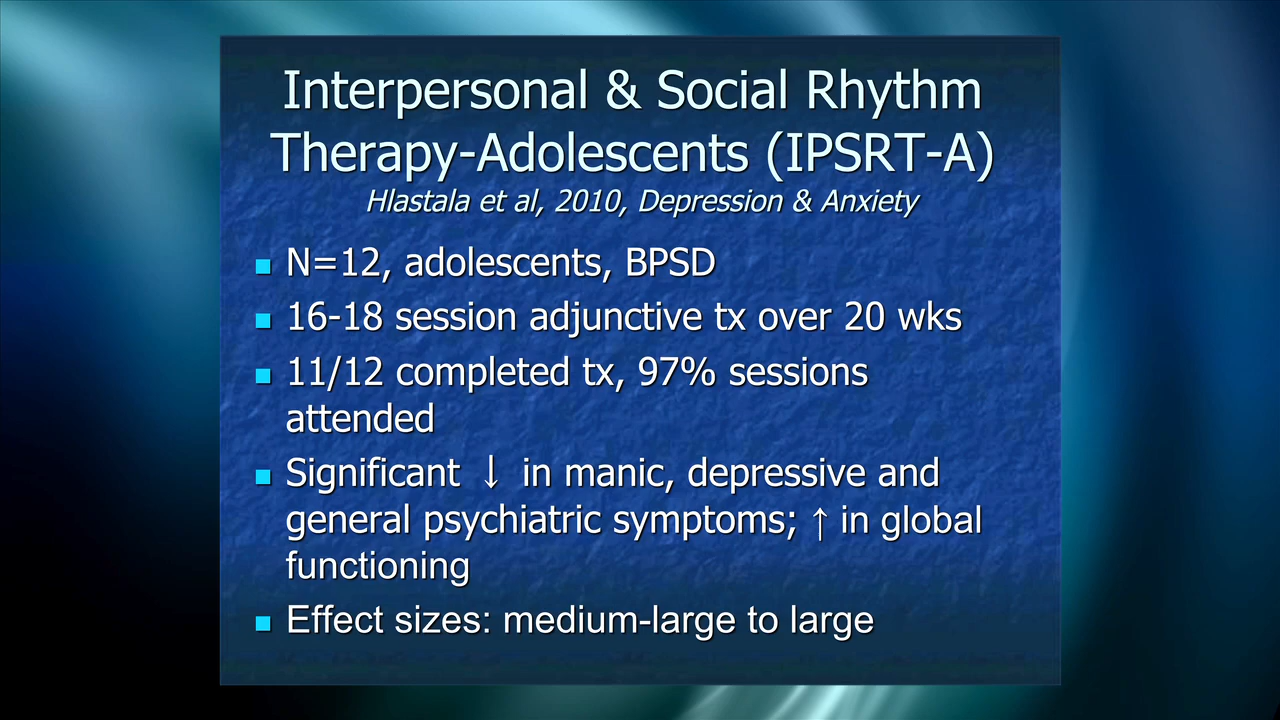 Interpersonal & Social Rhythm
Therapy-Adolescents (IPSRT-A)
Hlastala et al, 2010, Depression & Anxiety
N=12, adolescents, BPSD
16-18 session adjunctive tx over 20 wks
11/12 completed tx, 97% sessions
attended
Significant ↓ in manic, depressive and
general psychiatric symptoms; ↑ in global
functioning
Effect sizes: medium-large to large